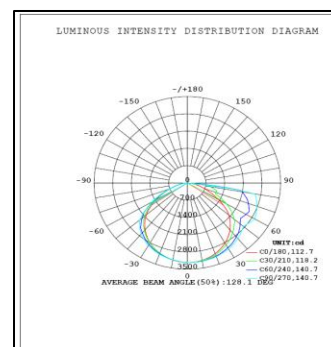 LUMINOUS INTENSITY DISTRIBUTION DIAGRAM
-/+180
-150 150
-120 120
-90 90
0
700
1400
2100
2800
3500
-60 60
-30 30
0
UNIT:cd
C0/180,112.7
C30/210,118.2
C60/240,140.7
C90/270,140.7
AVERAGE BEAM ANGLE(50%):128.1 DEG